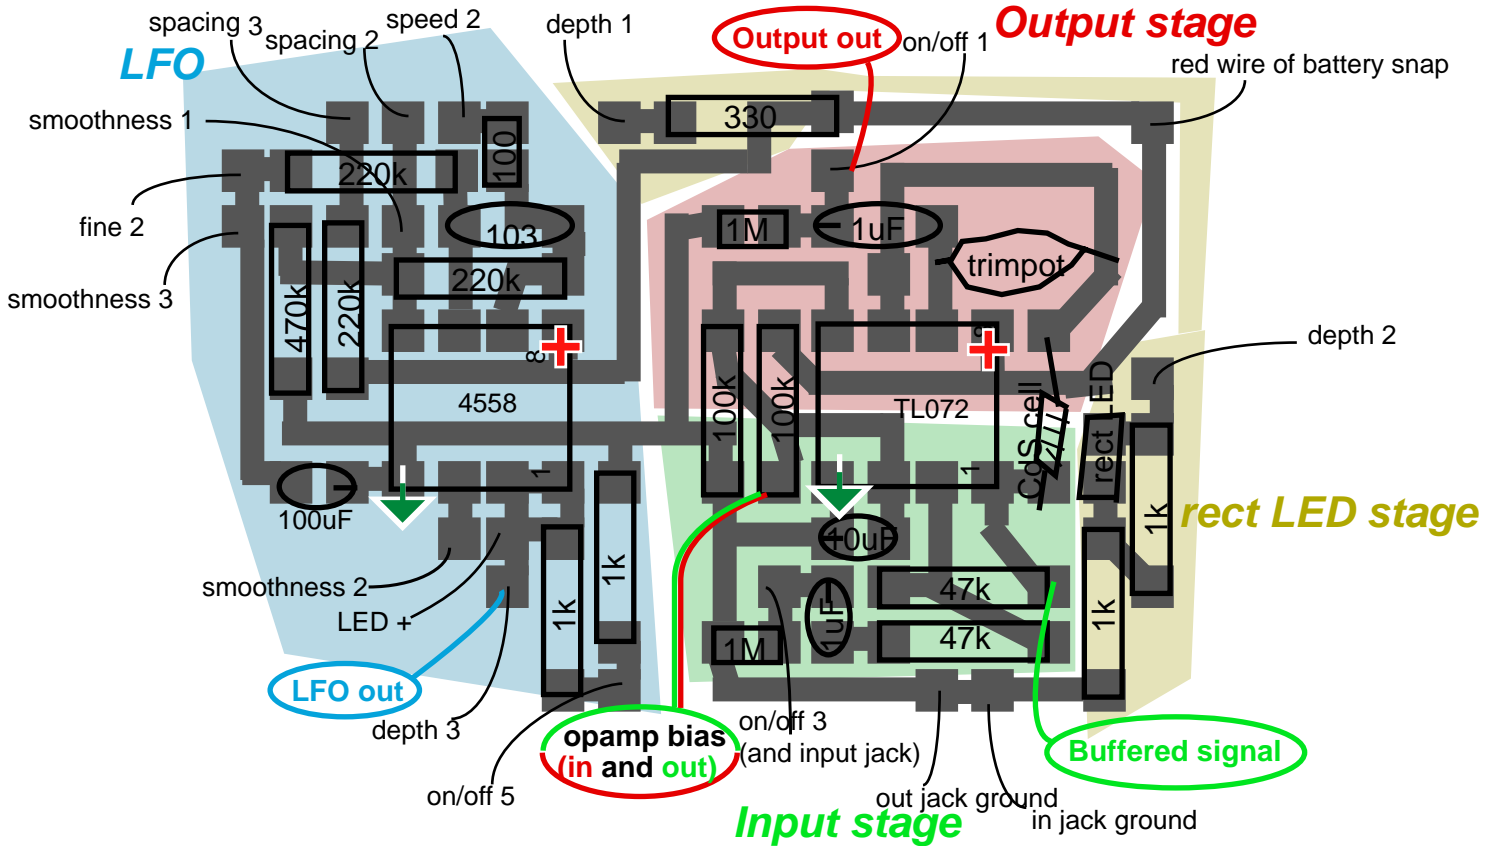 spacing 3
spacing 2
speed 2
depth 1
Output out
on/off 1
Output stage
red wire of battery snap
LFO
smoothness 1
330
100
220k
fine 2
103
1M
1uF
trimpot
smoothness 3
220k
470k
220k
8
8
depth 2
4558
100k
100k
TL072
CdS cell
rect LED
1
1
100uF
rect LED stage
1k
10uF
smoothness 2
LED +
1k
1k
1uF
47k
47k
1k
1M
LFO out
depth 3
on/off 5
opamp bias
(in and out)
on/off 3
(and input jack)
Buffered signal
out jack ground
in jack ground
Input stage